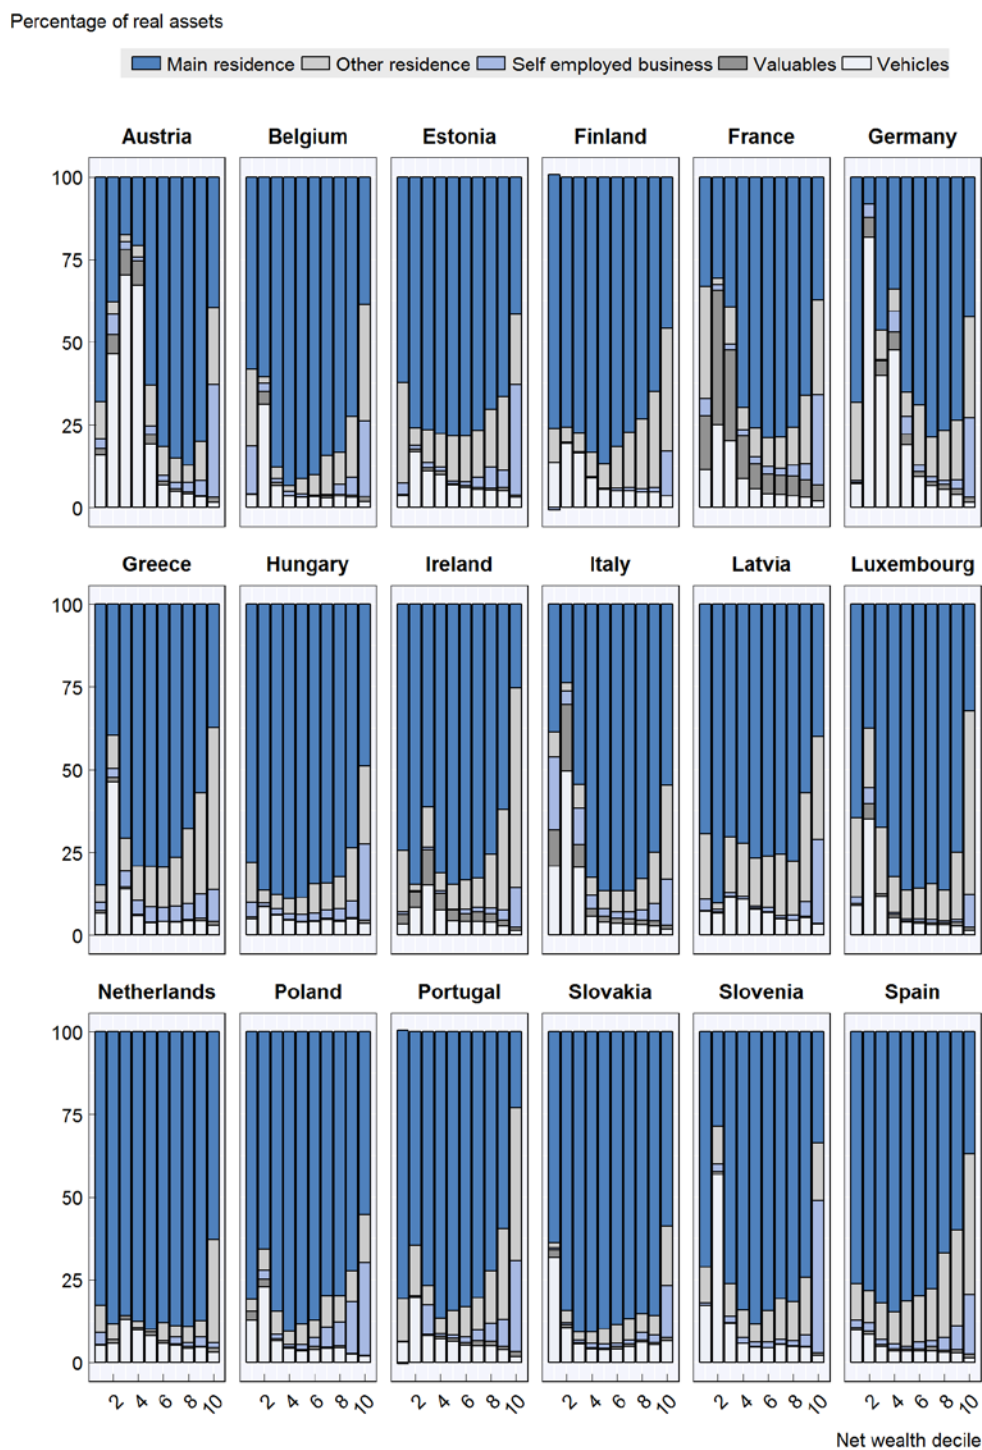 Percentage of real assets
Main residence Other residence Self employed business Valuables Vehicles
Austria Belgium Estonia Finland France Germany
100
75
50
25
0
Greece Hungary Ireland Italy Latvia Luxembourg
100
75
50
25
0
Netherlands Poland Portugal Slovakia Slovenia Spain
100
75
50
25
0
2 4 6 8 10 2 4 6 8 10 2 4 6 8 10 2 4 6 8 10 2 4 6 8 10 2 4 6 8 10
Net wealth decile